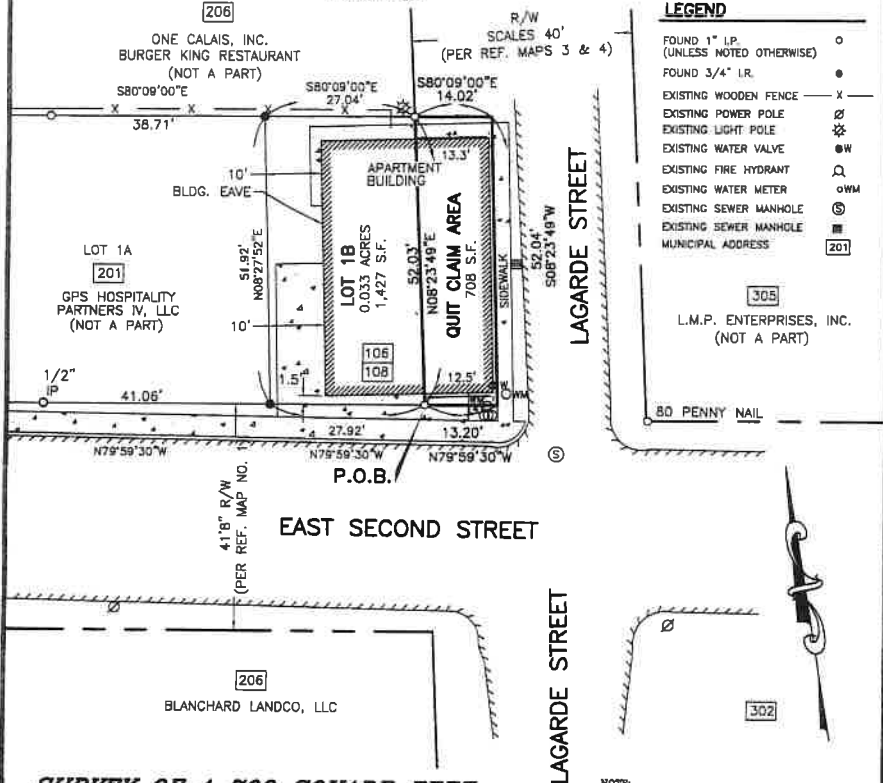 206
ONE CALAIS, INC.
BURGER KING RESTAURANT
(NOT A PART)
R/W
SCALES 40'
(PER REF. MAPS 3 & 4)
LEGEND
FOUND 1" I.P.
(UNLESS NOTED OTHERWISE)
FOUND 3/4" I.R.
EXISTING WOODEN FENCE X
EXISTING POWER POLE
EXISTING LIGHT POLE
EXISTING WATER VALVE W
EXISTING FIRE HYDRANT
EXISTING WATER METER WM
EXISTING SEWER MANHOLE S
EXISTING SEWER MANHOLE
MUNICIPAL ADDRESS 201
S80°09'00"E
S80°09'00"E
27.04'
S80°09'00"E
14.02'
X X X
38.71'
13.3'
10'
APARTMENT
BUILDING
BLDG. EAVE
LOT 1A
201
GPS HOSPITALITY
PARTNERS IV, LLC
(NOT A PART)
51.92'
N08°27'52"E
LOT 1B
0.033 ACRES
1,427 S.F.
52.03'
N08°23'49"E
QUIT CLAIM AREA
708 S.F.
SIDEWALK
52.04'
S08°23'49"W
LAGARDE STREET
305
L.M.P. ENTERPRISES, INC.
(NOT A PART)
10'
106
108
1/2"
IP
41.06'
1.5'
12.5'
W
WM
80 PENNY NAIL
27.92'
13.20'
N79°59'30"W
N79°59'30"W
N79°59'30"W
P.O.B.
S
41'8" R/W
(PER REF. MAP NO. 1)
EAST SECOND STREET
LAGARDE STREET
206
BLANCHARD LANDCO, LLC
302